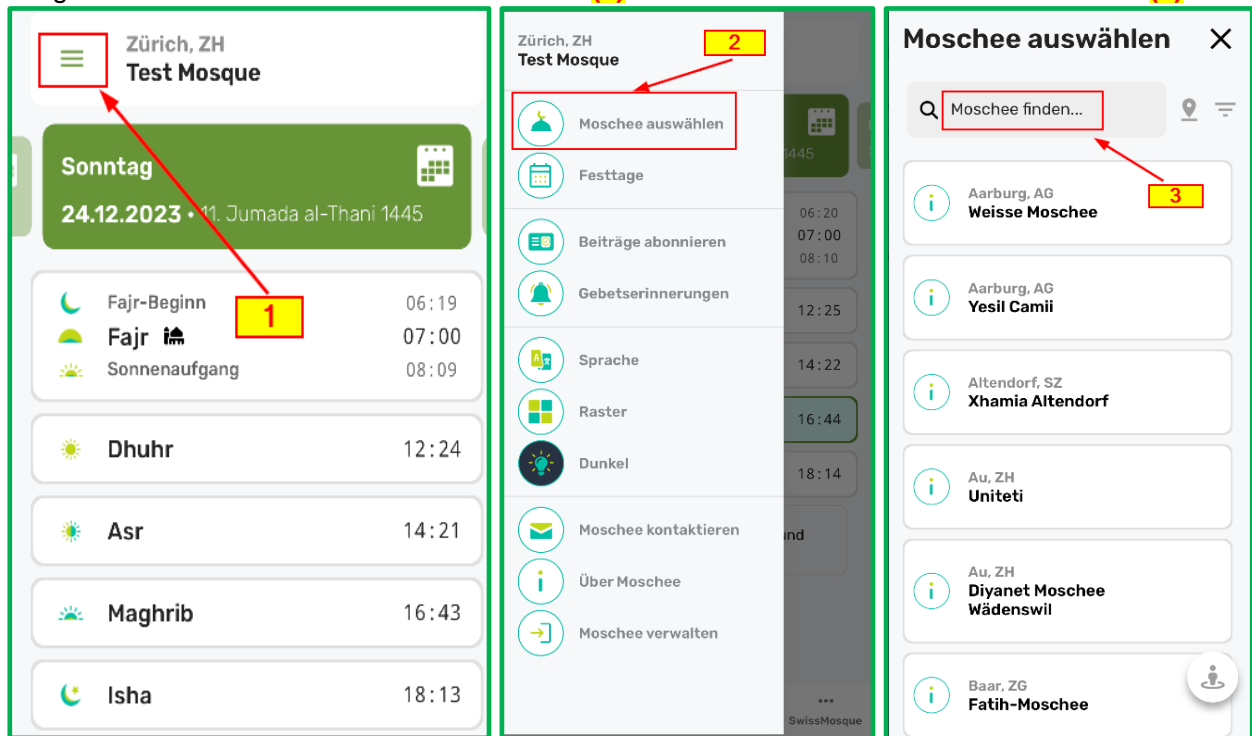 Zürich, ZH
Test Mosque
Sonntag
24.12.2023 • 11. Jumada al-Thani 1445
Fajr-Beginn 06:19
1
Fajr 07:00
Sonnenaufgang 08:09
Dhuhr 12:24
Asr 14:21
Maghrib 16:43
Isha 18:13
Zürich, ZH
2
Test Mosque
Moschee auswählen
1445
Festtage
06:20
Beiträge abonnieren 07:00
08:10
Gebetserinnerungen
12:25
Sprache
14:22
Raster
16:44
Dunkel
18:14
Moschee kontaktieren
und
Über Moschee
Moschee verwalten
SwissMosque
Moschee auswählen
Moschee finden...
3
Aarburg, AG
Weisse Moschee
Aarburg, AG
Yesil Camii
Altendorf, SZ
Xhamia Altendorf
Au, ZH
Uniteti
Au, ZH
Diyanet Moschee
Wädenswil
Baar, ZG
Fatih-Moschee